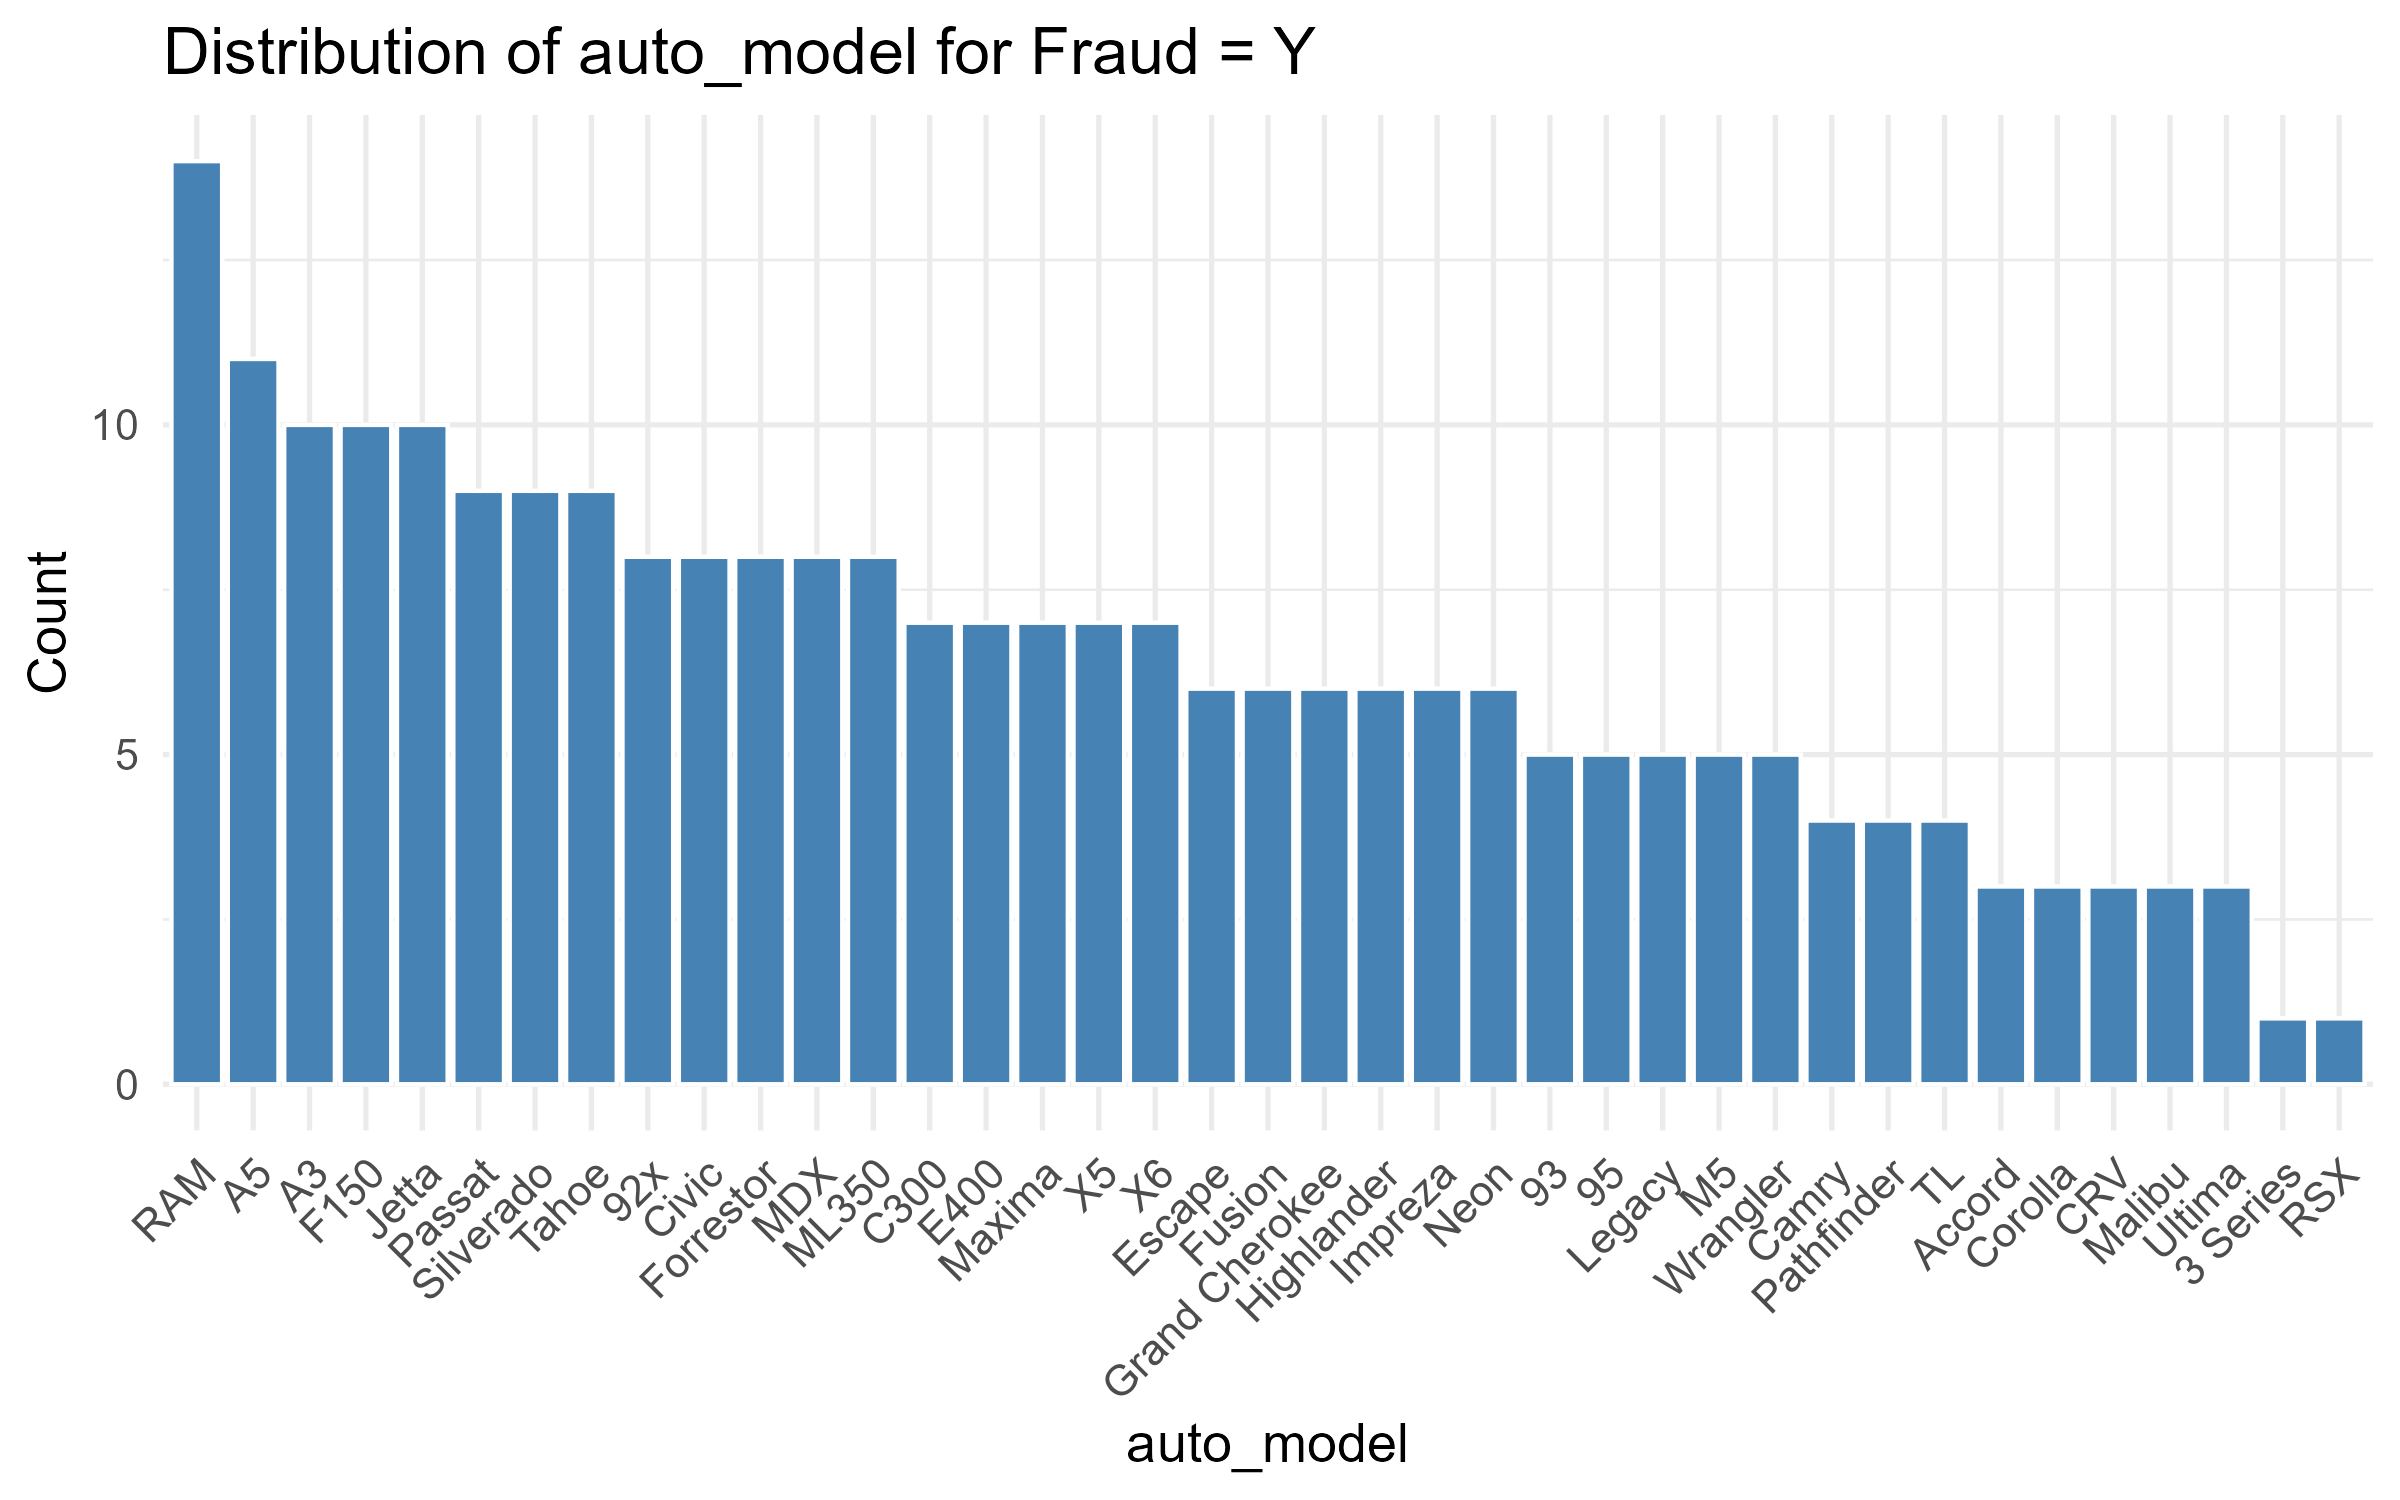 Distribution of auto_model for Fraud = Y
Count
10
5
0
RAM
A5
A3
F150
Jetta
Passat
Silverado
Tahoe
92x
Civic
Forrestor
MDX
ML350
C300
E400
Maxima
X5
X6
Escape
Fusion
Grand Cherokee
Highlander
Impreza
Neon
93
95
Legacy
M5
Wrangler
Camry
Pathfinder
TL
Accord
Corolla
CRV
Malibu
Ultima
3 Series
RSX
auto_model